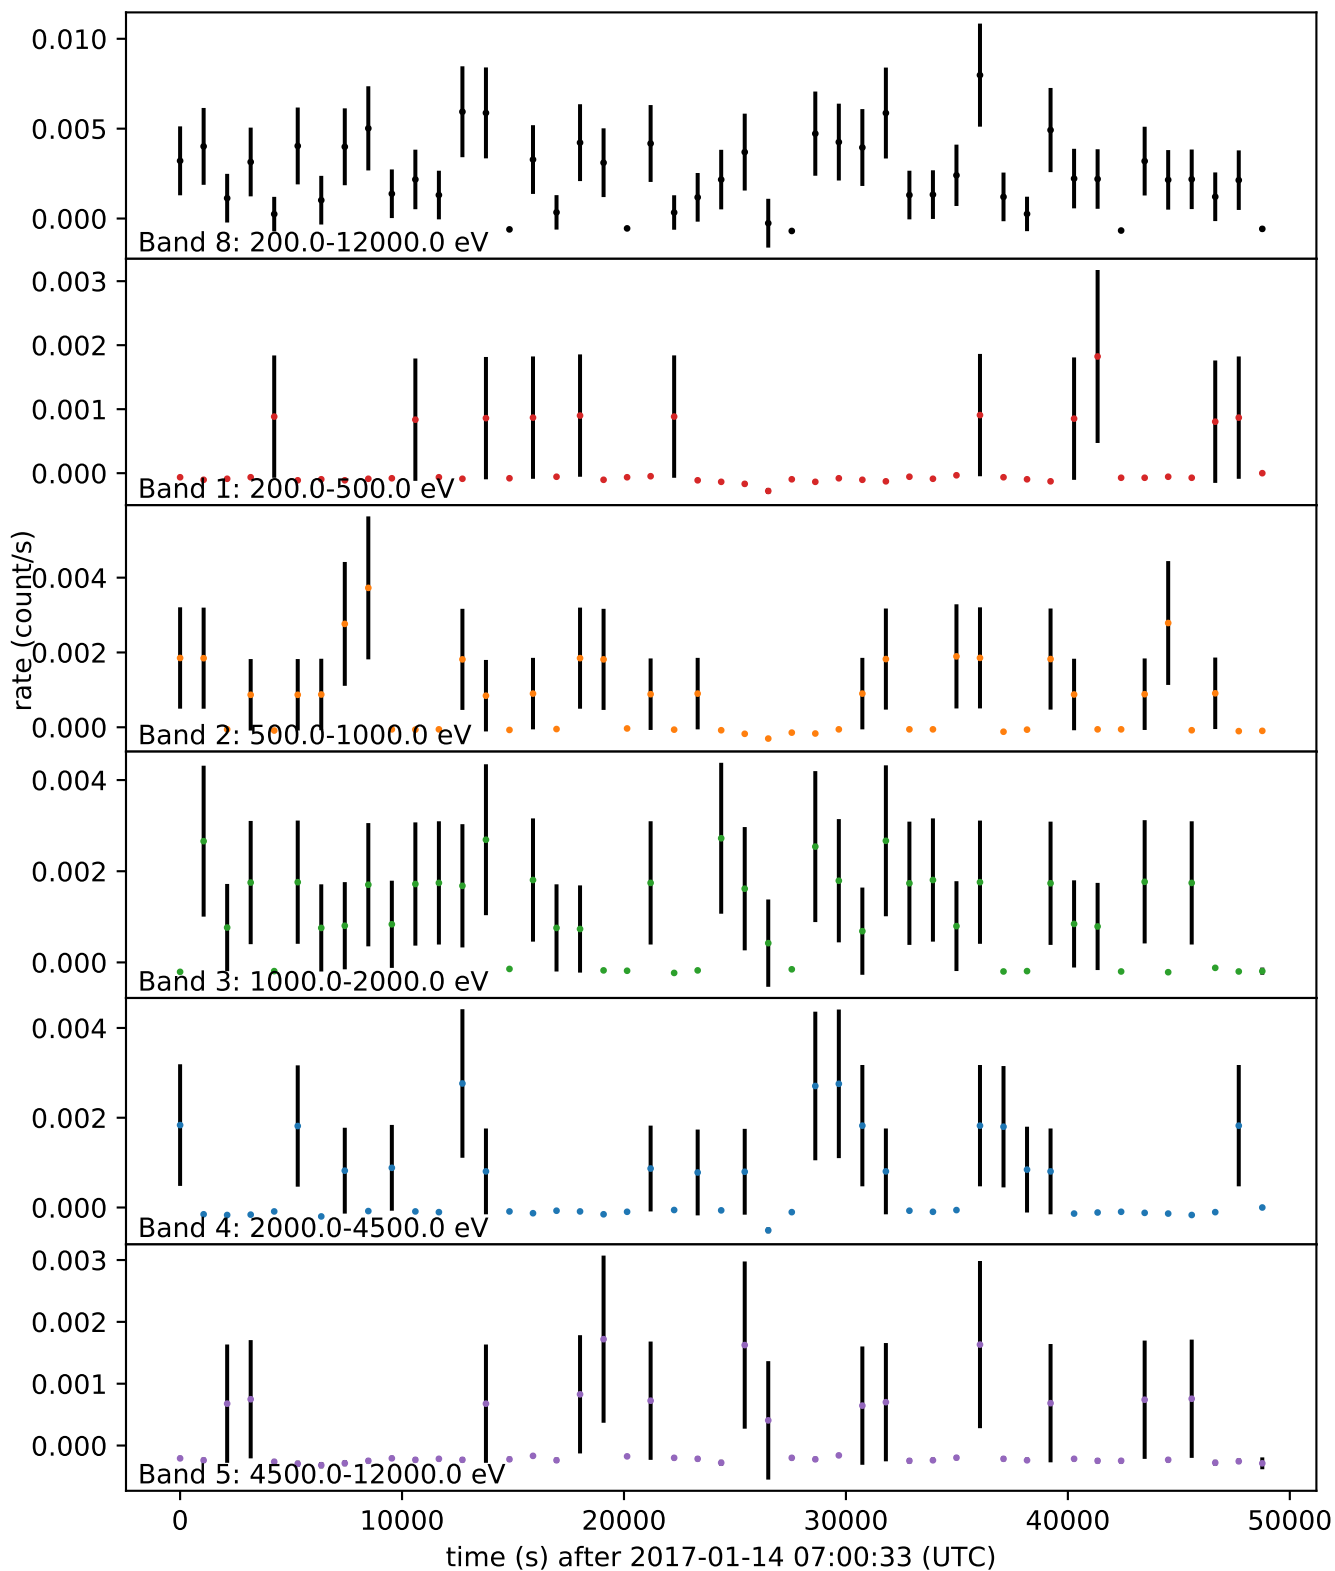 0.010
0.005
0.000
Band 8: 200.0-12000.0 eV
0.003
0.002
0.001
0.000
Band 1: 200.0-500.0 eV
rate (count/s)
0.004
0.002
0.000
Band 2: 500.0-1000.0 eV
0.004
0.002
0.000
Band 3: 1000.0-2000.0 eV
0.004
0.002
0.000
Band 4: 2000.0-4500.0 eV
0.003
0.002
0.001
0.000
Band 5: 4500.0-12000.0 eV
0 10000 20000 30000 40000 50000
time (s) after 2017-01-14 07:00:33 (UTC)